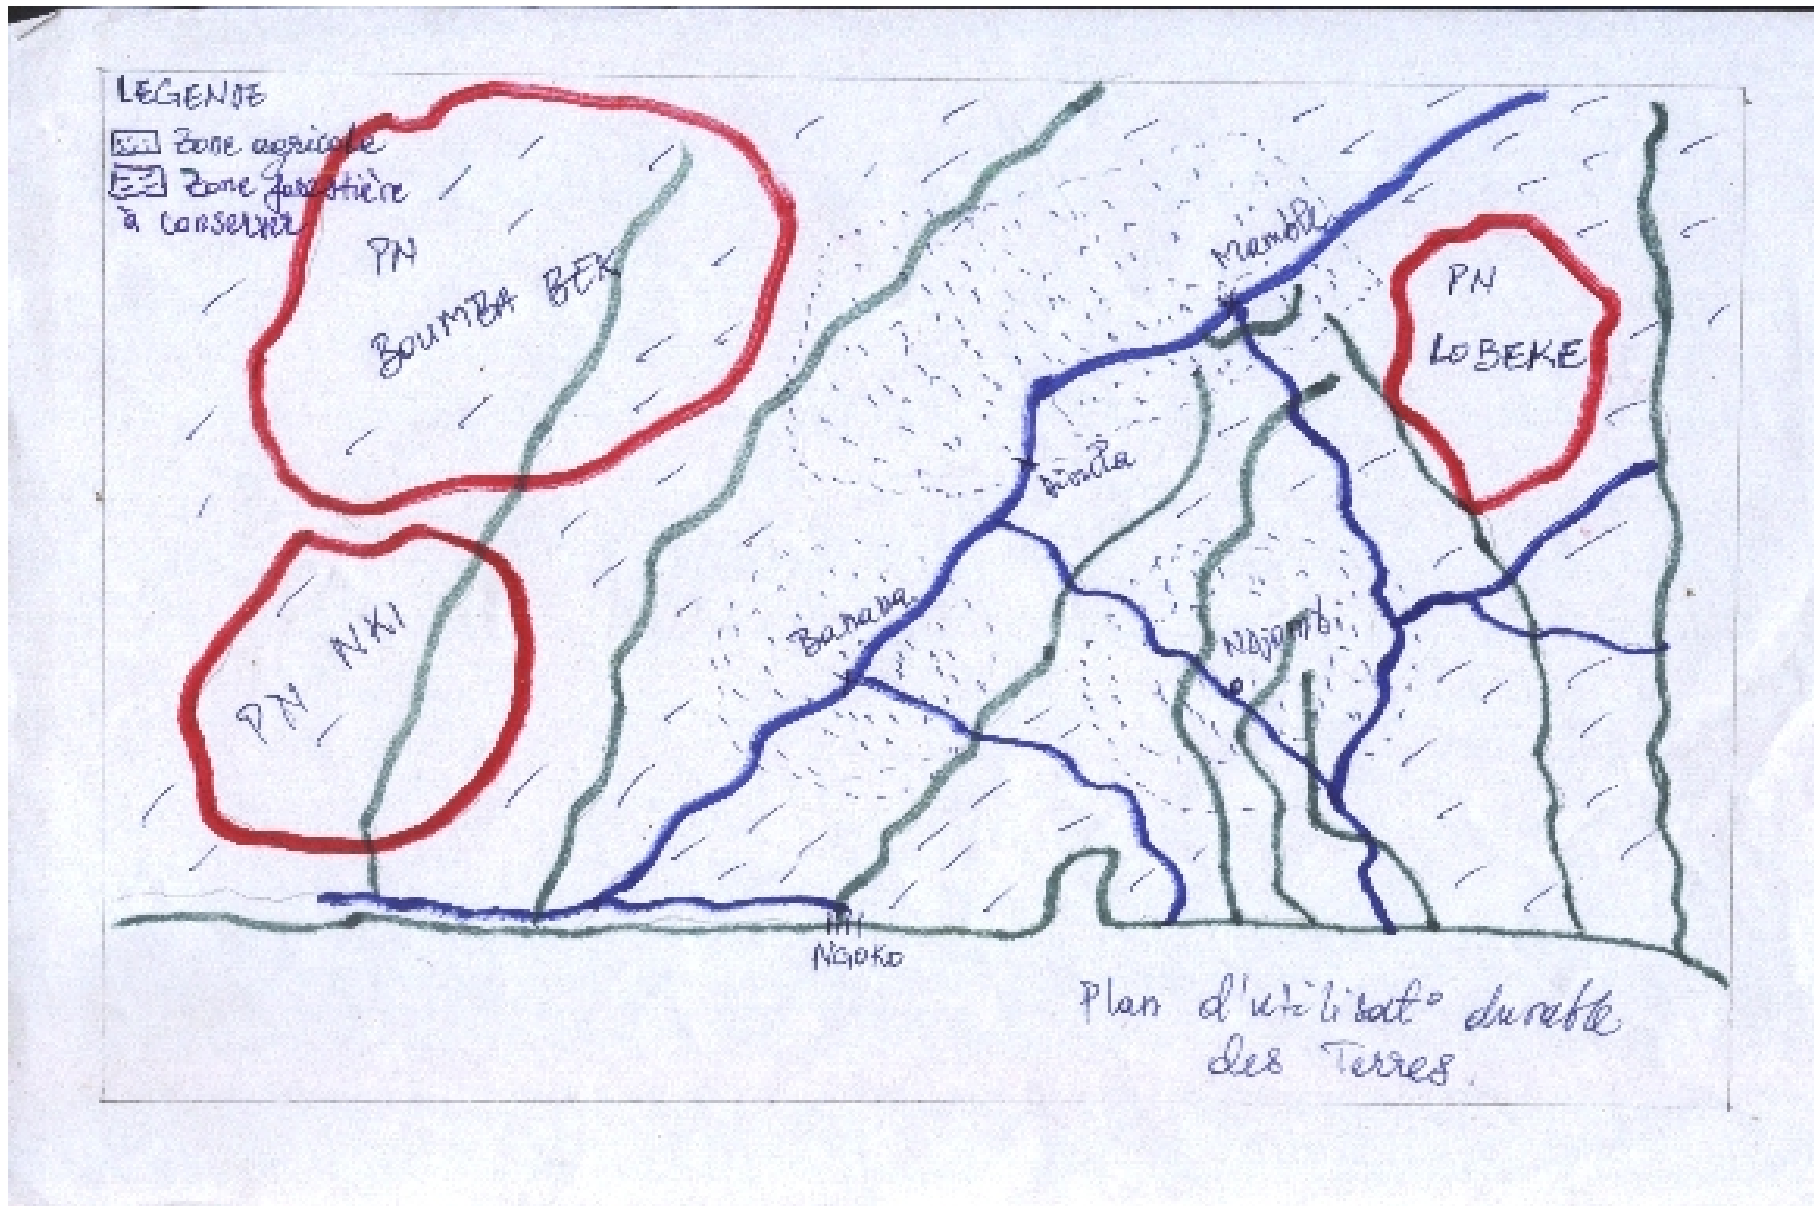 LEGENDE
Zone agricole
Zone forestière
à conserver
PN
BOUMBA BEK
PN NKI
Mambélé
PN
LOBEKE
Banana
Ndjombi
NGOKO
Plan d'utilisat° durable
des Terres.